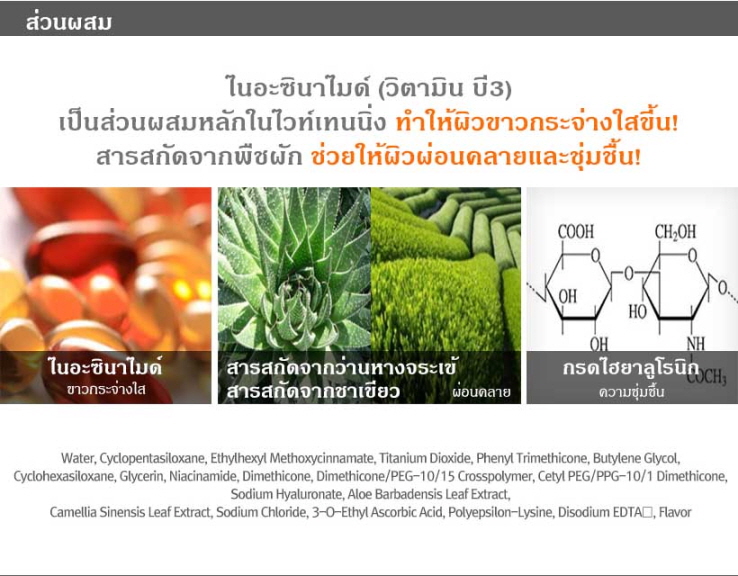 ส่วนผสม
ไนอะซินาไมด์ (วิตามิน บี3)
เป็นส่วนผสมหลักในไวท์เทนนิ่ง ทำให้ผิวขาวกระจ่างใสขึ้น!
สารสกัดจากพืชผัก ช่วยให้ผิวผ่อนคลายและชุ่มชื้น!
COOH
CH₂OH
O
O
O
O
OH
HO
OH
NH
COCH₃
ไนอะซินาไมด์
ขาวกระจ่างใส
สารสกัดจากว่านหางจระเข้
สารสกัดจากชาเขียว
ผ่อนคลาย
กรดไฮยาลูโรนิก
ความชุ่มชื้น
Water, Cyclopentasiloxane, Ethylhexyl Methoxycinnamate, Titanium Dioxide, Phenyl Trimethicone, Butylene Glycol,
Cyclohexasiloxane, Glycerin, Niacinamide, Dimethicone, Dimethicone/PEG-10/15 Crosspolymer, Cetyl PEG/PPG-10/1 Dimethicone,
Sodium Hyaluronate, Aloe Barbadensis Leaf Extract,
Camellia Sinensis Leaf Extract, Sodium Chloride, 3-O-Ethyl Ascorbic Acid, Polyepsilon-Lysine, Disodium EDTA□, Flavor